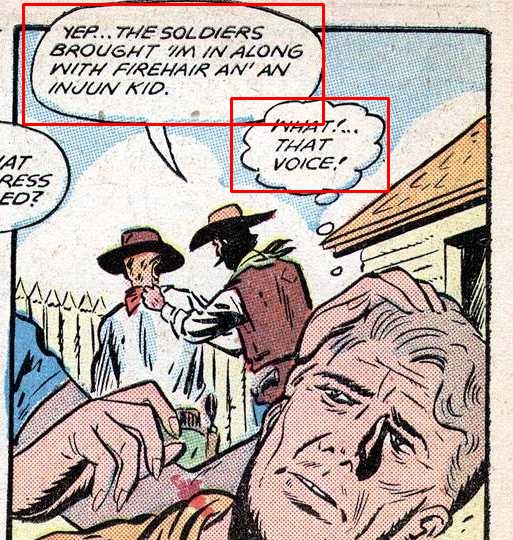 YEP...THE SOLDIERS
BROUGHT 'IM IN ALONG
WITH FIREHAIR AN' AN
INJUN KID.
WHAT!...
THAT
VOICE!